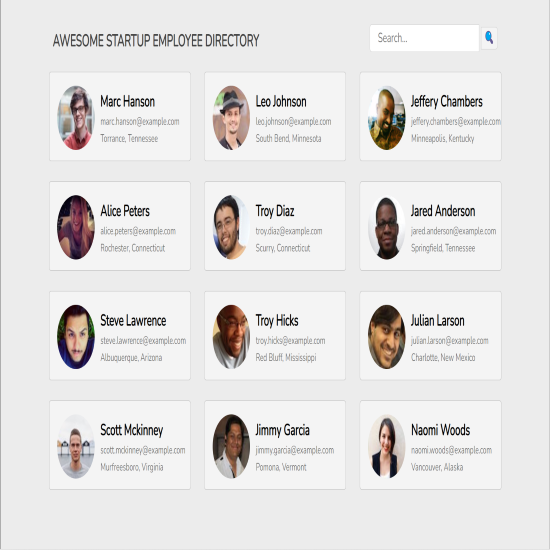 AWESOME STARTUP EMPLOYEE DIRECTORY
Search...
Marc Hanson
marc.hanson@example.com
Torrance, Tennessee
Leo Johnson
leo.johnson@example.com
South Bend, Minnesota
Jeffery Chambers
jeffery.chambers@example.com
Minneapolis, Kentucky
Alice Peters
alice.peters@example.com
Rochester, Connecticut
Troy Diaz
troy.diaz@example.com
Scurry, Connecticut
Jared Anderson
jared.anderson@example.com
Springfield, Tennessee
Steve Lawrence
steve.lawrence@example.com
Albuquerque, Arizona
Troy Hicks
troy.hicks@example.com
Red Bluff, Mississippi
Julian Larson
julian.larson@example.com
Charlotte, New Mexico
Scott Mckinney
scott.mckinney@example.com
Murfreesboro, Virginia
Jimmy Garcia
jimmy.garcia@example.com
Pomona, Vermont
Naomi Woods
naomi.woods@example.com
Vancouver, Alaska